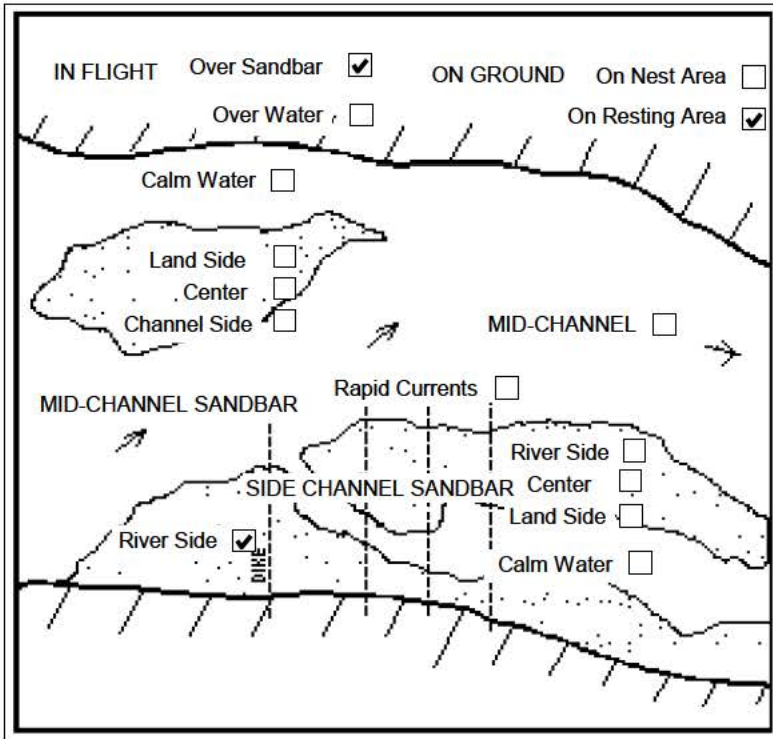 IN FLIGHT Over Sandbar ON GROUND On Nest Area
Over Water On Resting Area
Calm Water
Land Side
Center
Channel Side
MID-CHANNEL
Rapid Currents
MID-CHANNEL SANDBAR
River Side
SIDE CHANNEL SANDBAR Center
Land Side
River Side
DIKE
Calm Water